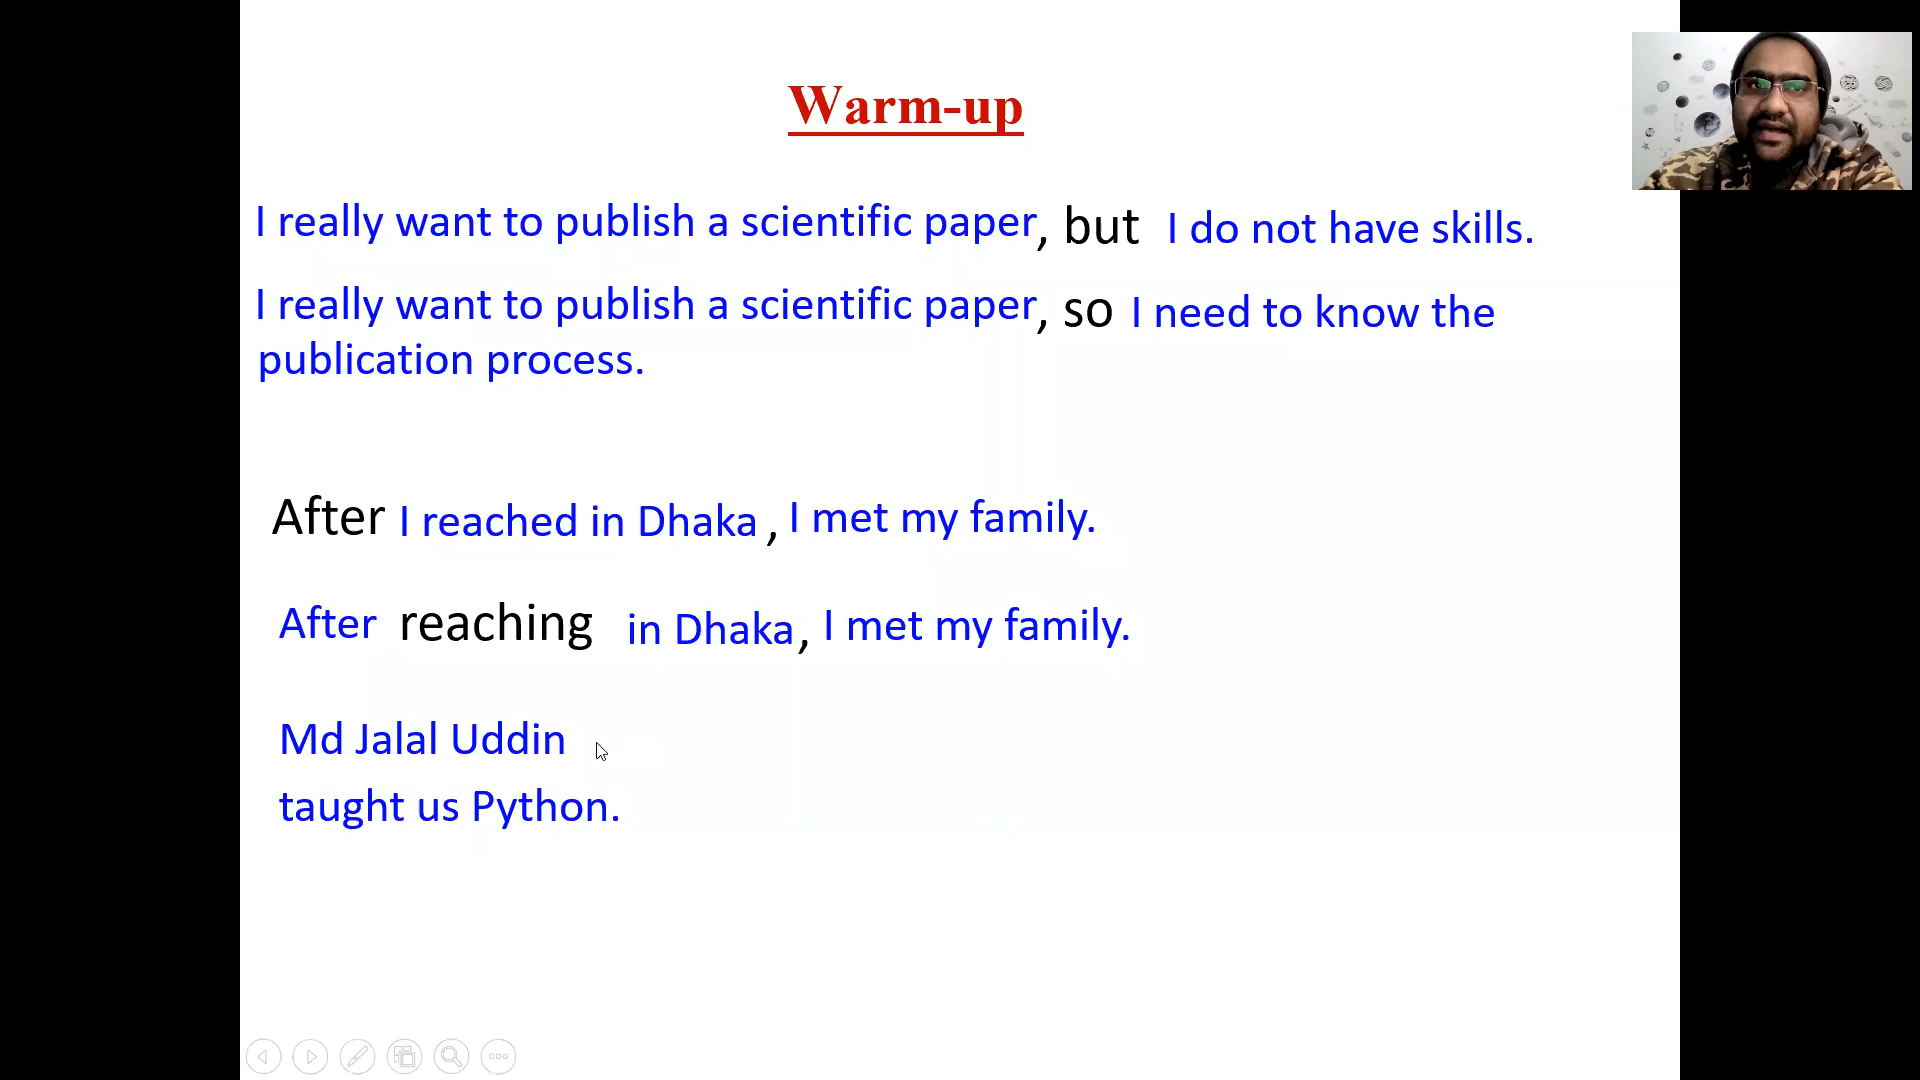 Warm-up
I really want to publish a scientific paper, but I do not have skills.
I really want to publish a scientific paper, so I need to know the
publication process.
After I reached in Dhaka, I met my family.
After reaching in Dhaka, I met my family.
Md Jalal Uddin
taught us Python.